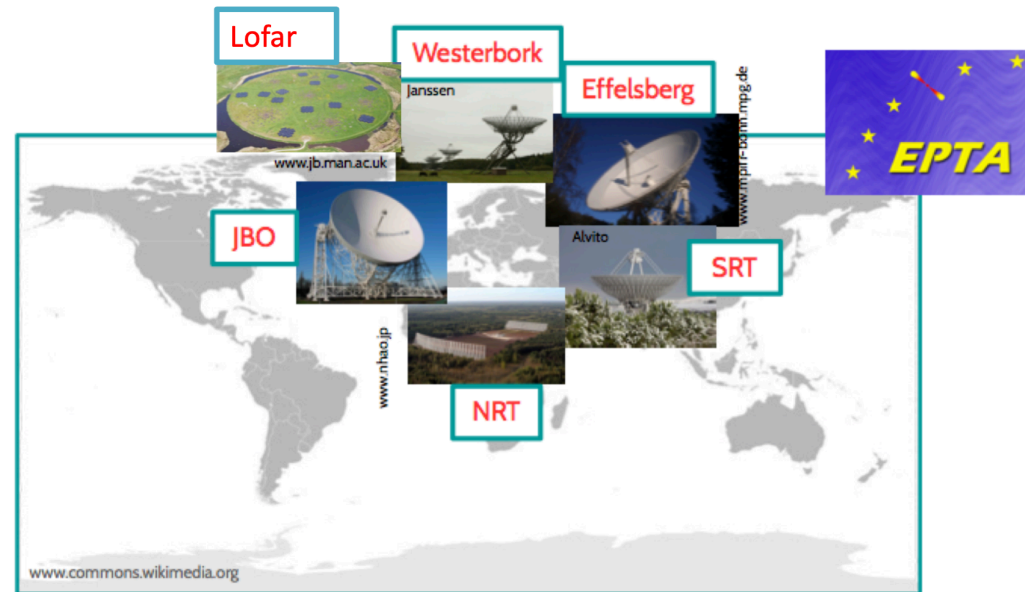 Lofar
Westerbork
Effelsberg
Janssen
www.mpifr-bonn.mpg.de
EPTA
www.jb.man.ac.uk
JBO
Alvito
SRT
www.nhao.jp
NRT
www.commons.wikimedia.org